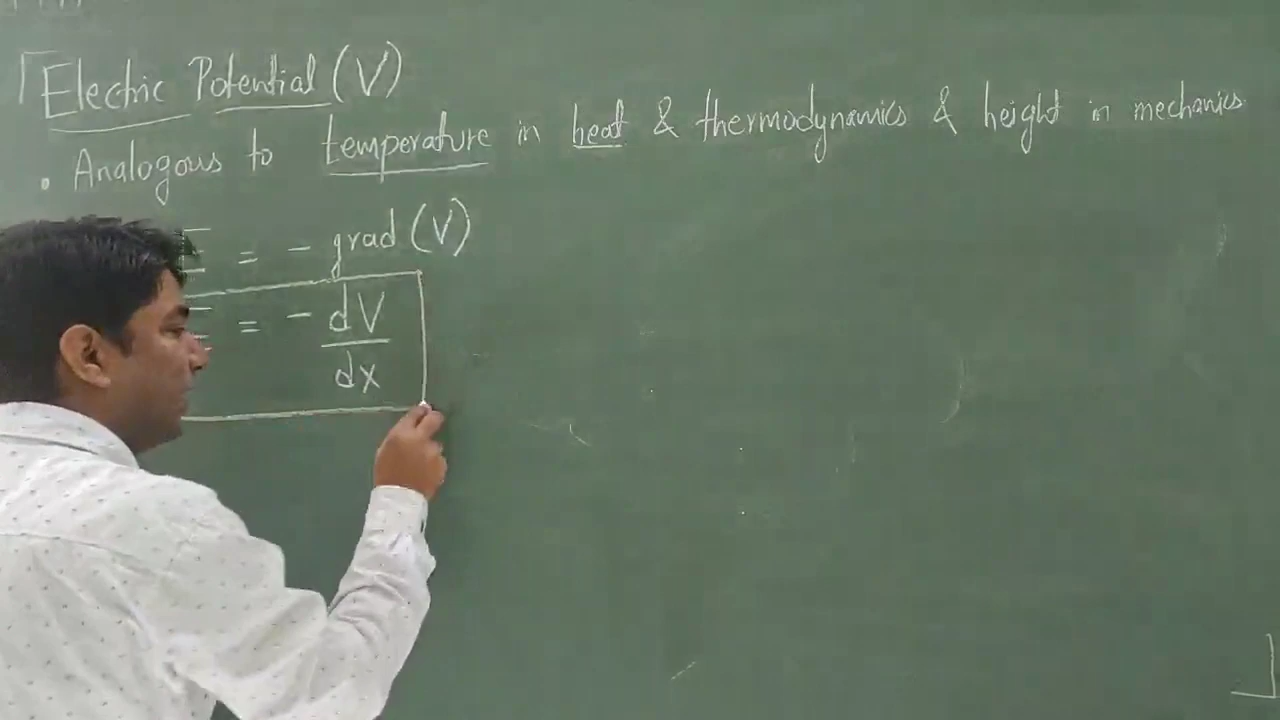 Electric Potential (V)
. Analogous to temperature in heat & thermodynamics & height in mechanics
E = - grad (V)
E = - dV
dx